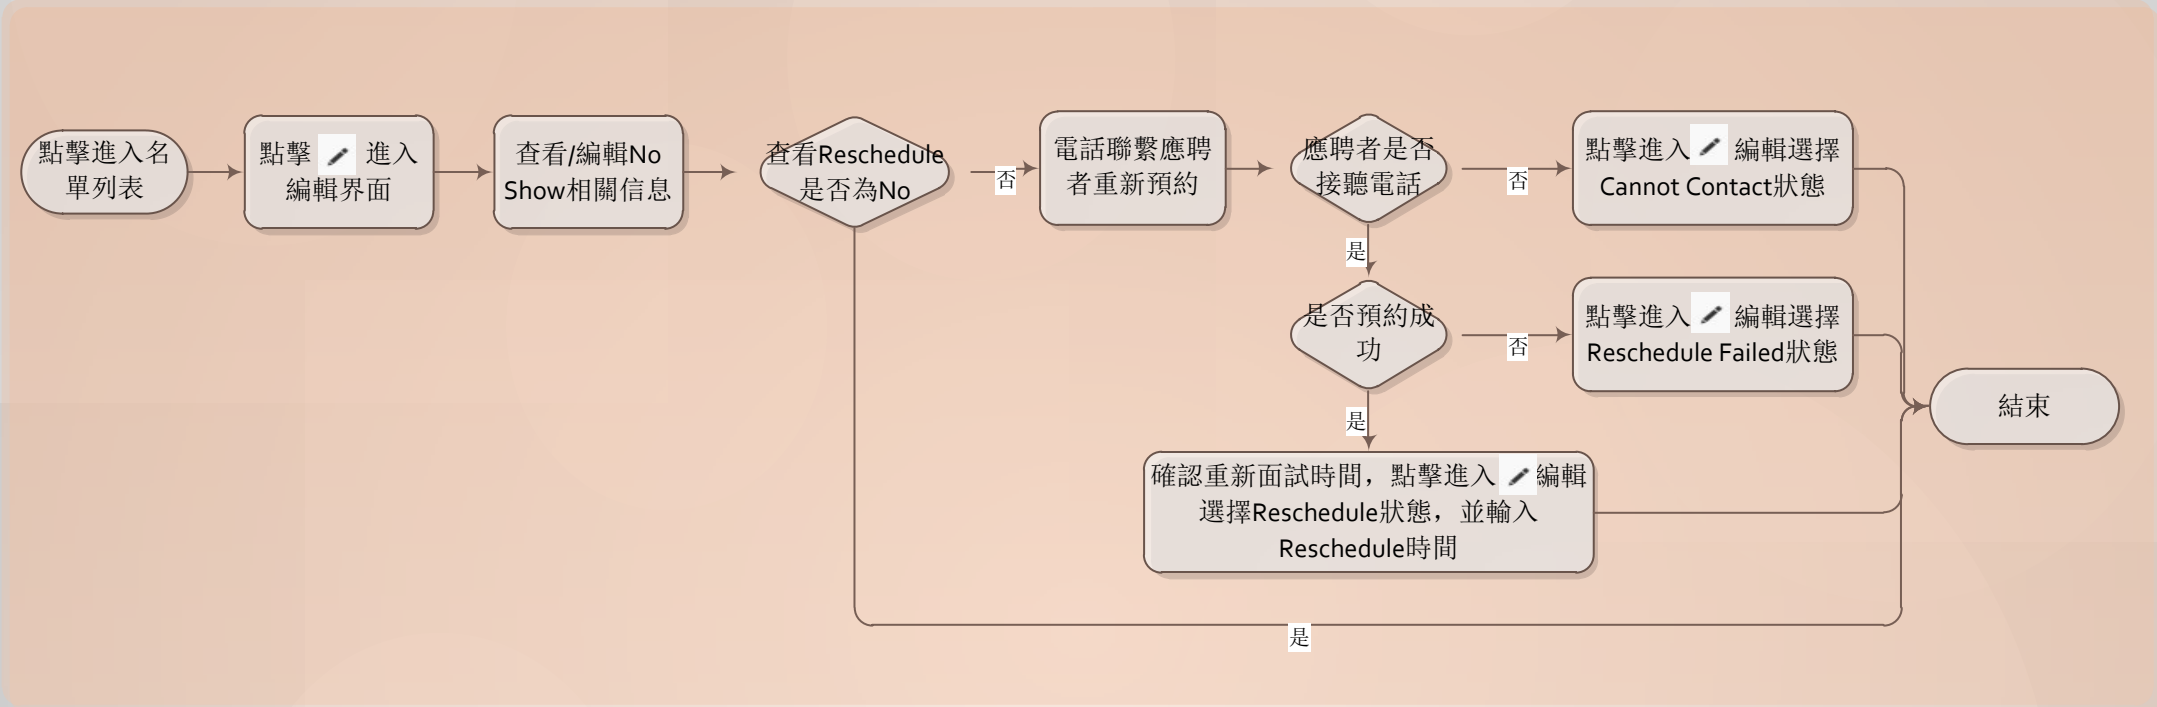 點擊進入名
單列表
點擊 進入
編輯界面
查看/編輯No
Show相關信息
查看Reschedule
是否為No
否
電話聯繫應聘
者重新預約
應聘者是否
接聽電話
否
點擊進入 編輯選擇
Cannot Contact狀態
是
是否預約成
功
否
點擊進入 編輯選擇
Reschedule Failed狀態
是
確認重新面試時間，點擊進入 編輯
選擇Reschedule狀態，並輸入
Reschedule時間
結束
是